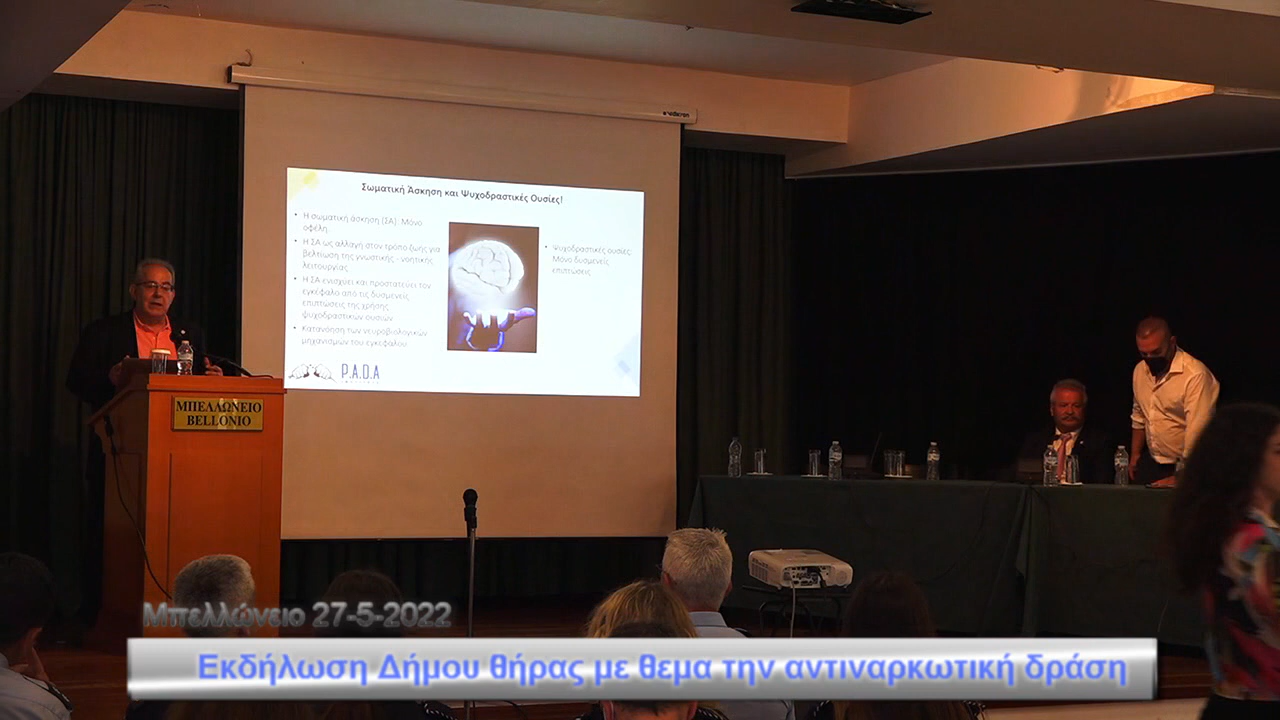 Σωματική Άσκηση και Ψυχοδραστικές Ουσίες!
• Η σωματική άσκηση (ΣΑ): Μόνο
οφέλη.
• Η ΣΑ ως αλλαγή στον τρόπο ζωής για
βελτίωση της γνωστικής - νοητικής
λειτουργίας
• Η ΣΑ ενισχύει και προστατεύει τον
εγκέφαλο από τις δυσμενείς
επιπτώσεις της χρήσης
ψυχοδραστικών ουσιών
• Κατανόηση των νευροβιολογικών
μηχανισμών του εγκεφάλου
• Ψυχοδραστικές ουσίες:
Μόνο δυσμενείς
επιπτώσεις
P.A.D.A
ΜΠΕΛΛΩΝΕΙΟ
BELLONIO
Μπελλώνειο 27-5-2022
Εκδήλωση Δήμου θήρας με θεμα την αντιναρκωτική δράση